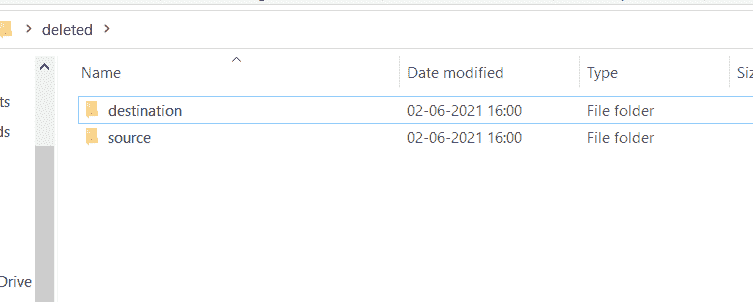 deleted
Name Date modified Type Siz
ts
destination 02-06-2021 16:00 File folder
ds
source 02-06-2021 16:00 File folder
Drive